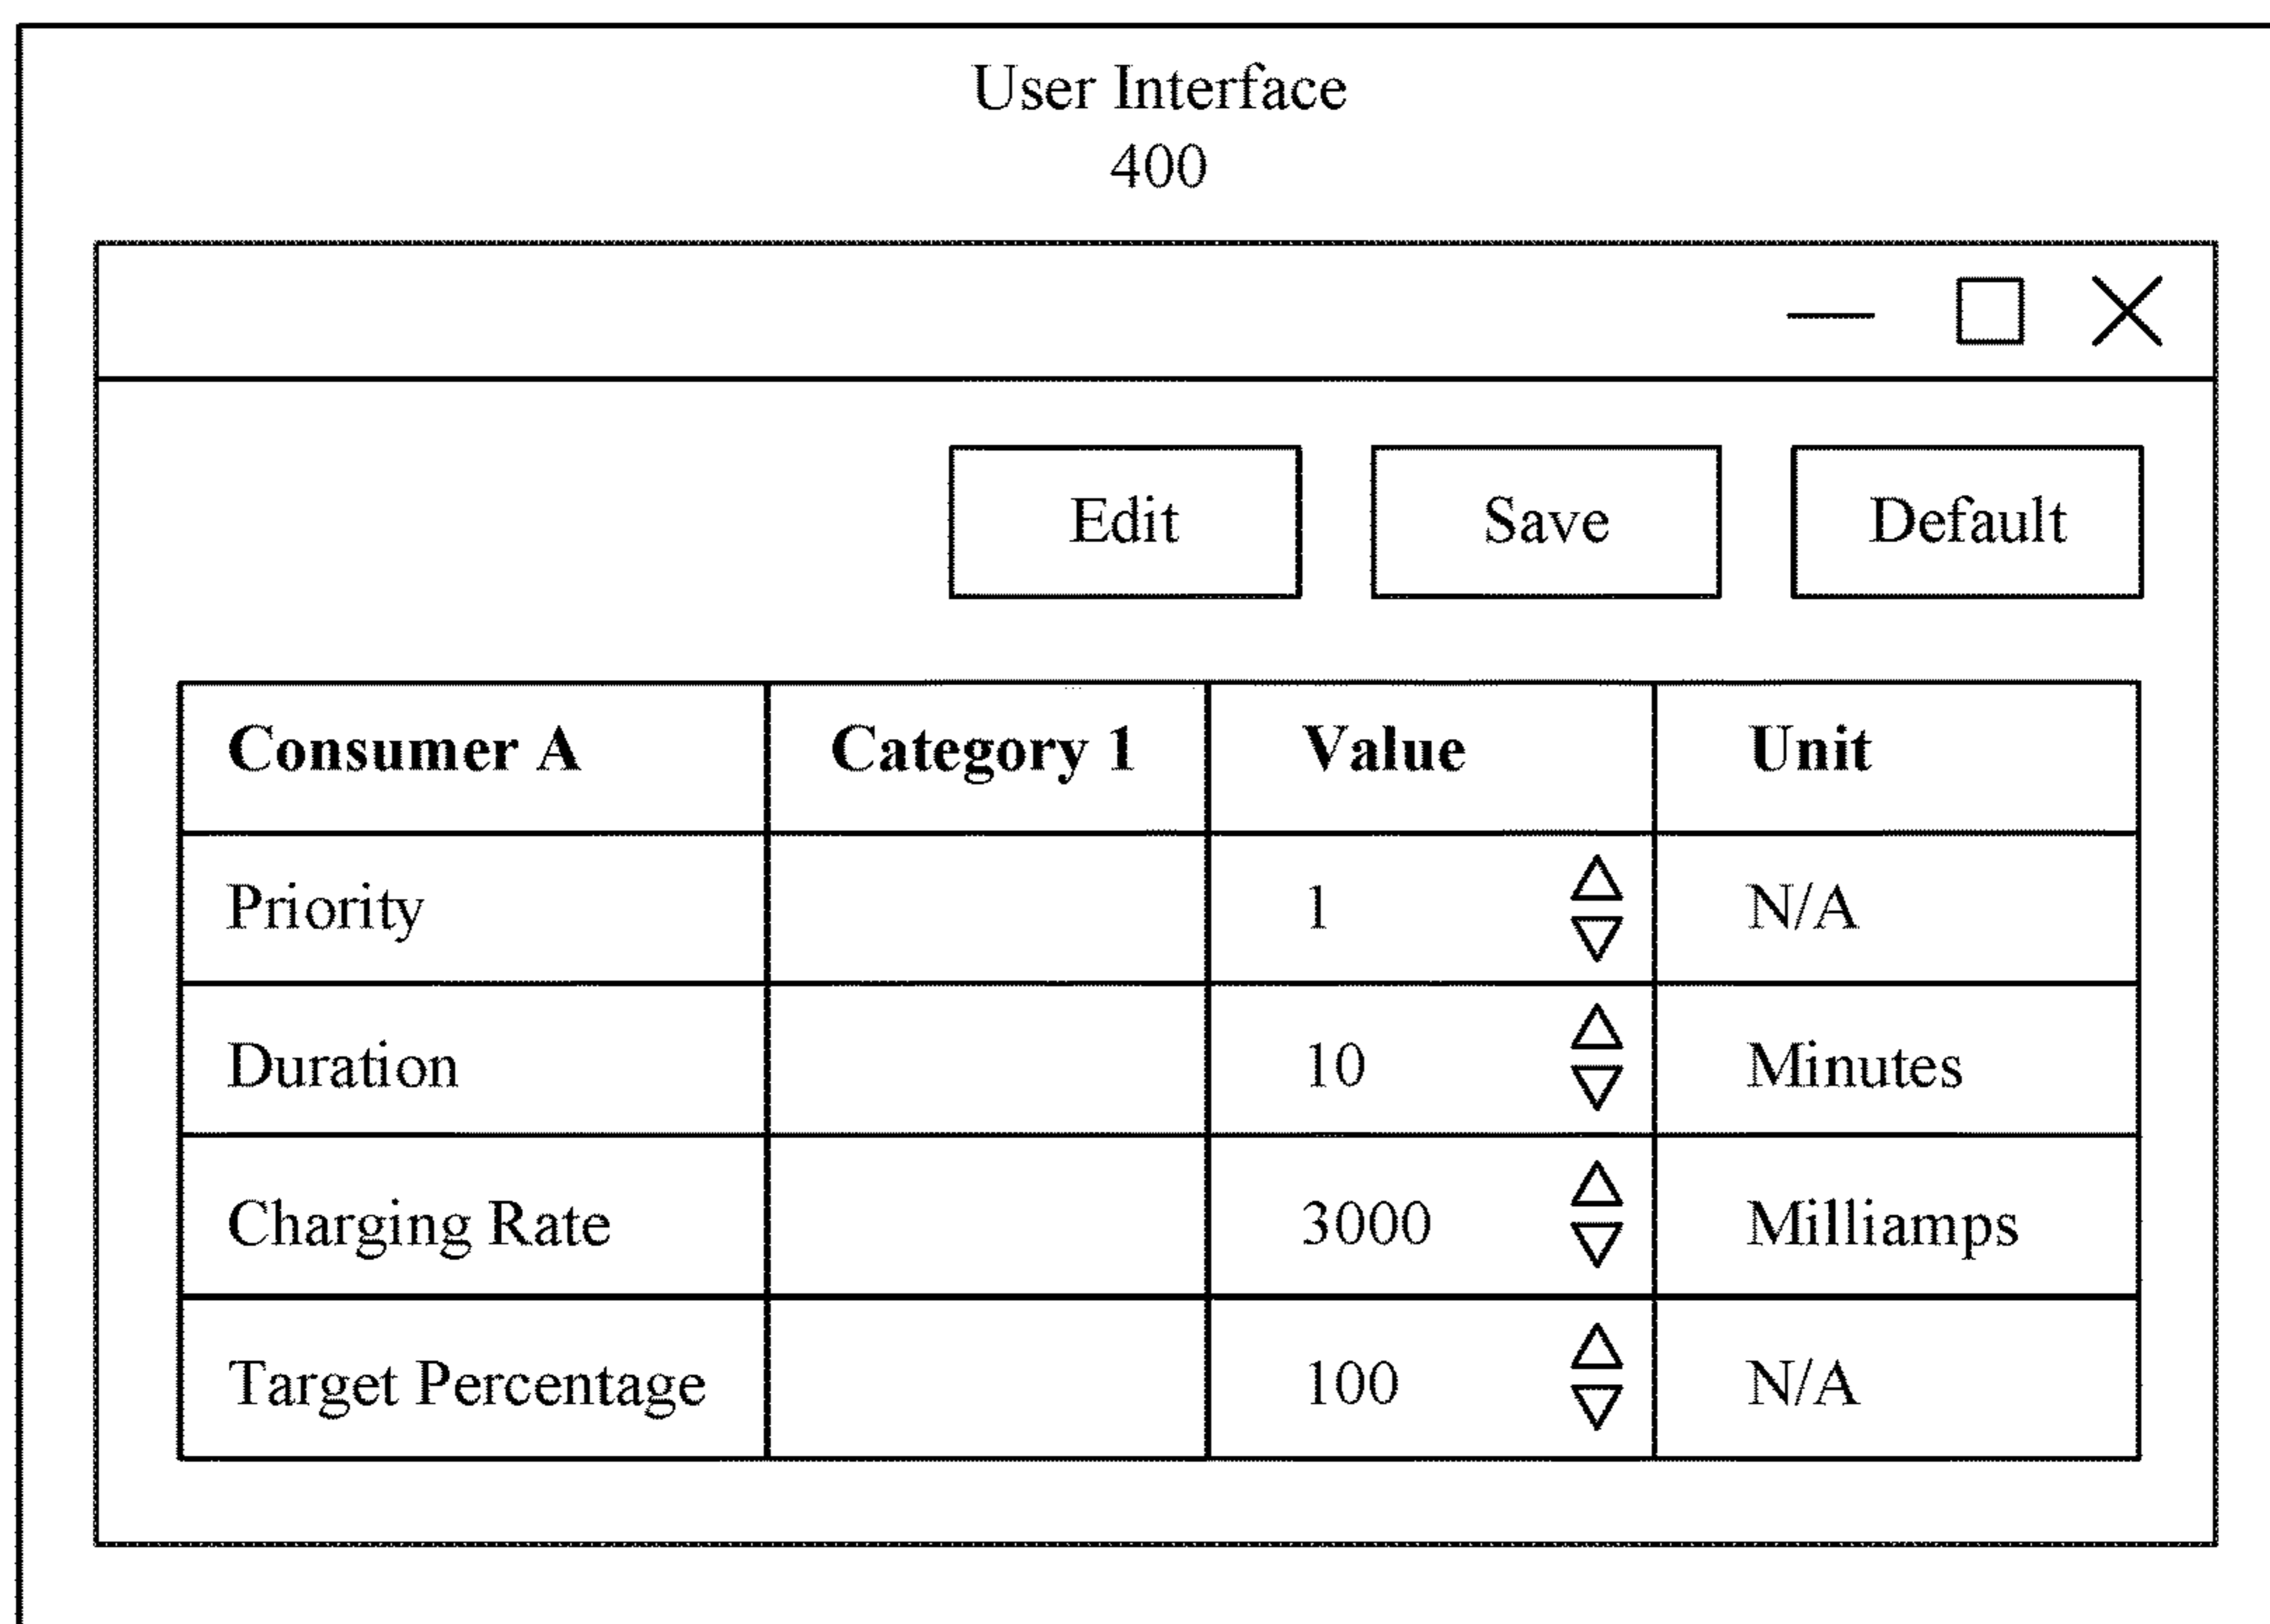 User Interface
400
Edit Save Default
Consumer A Category 1 Value Unit
Priority 1 N/A
Duration 10 Minutes
Charging Rate 3000 Milliamps
Target Percentage 100 N/A